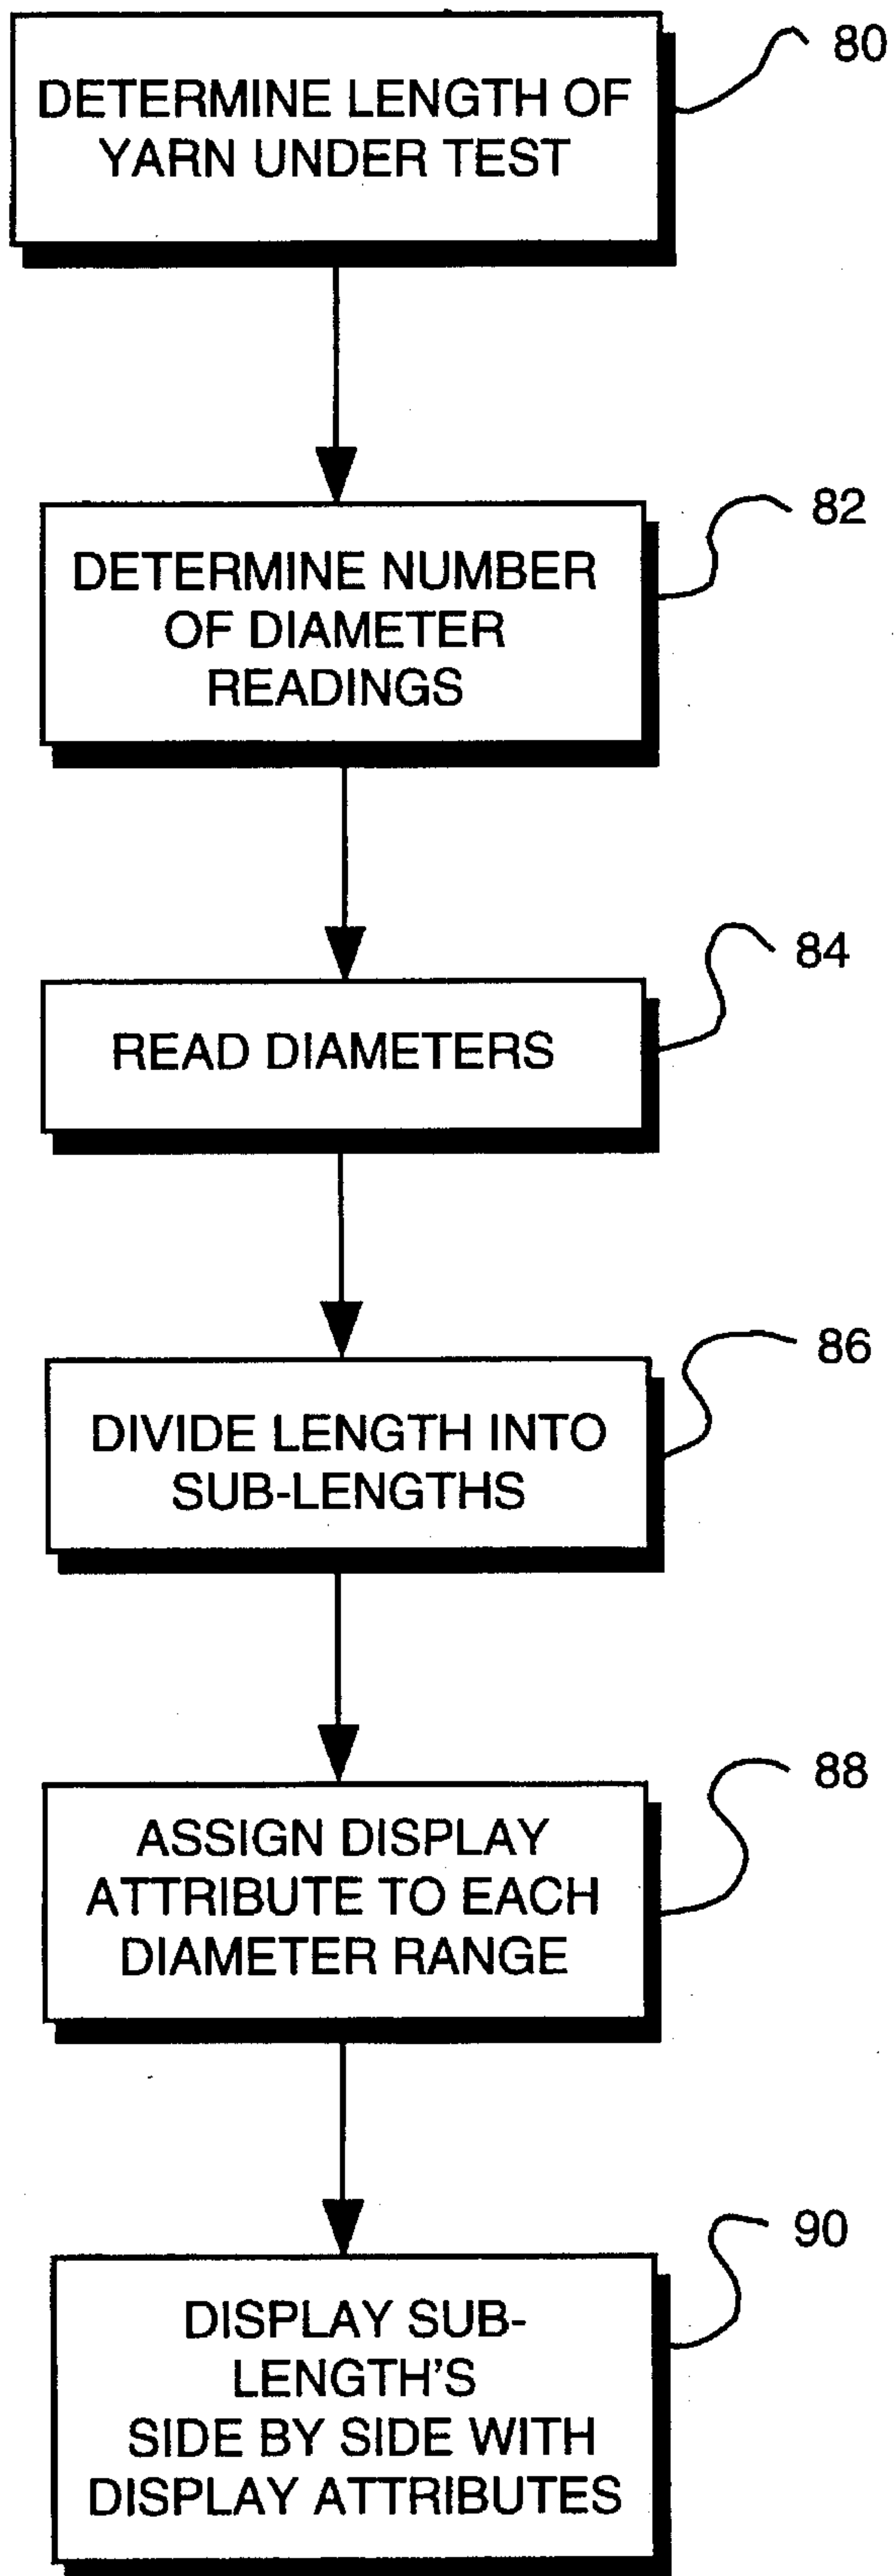 DETERMINE LENGTH OF
YARN UNDER TEST
80
DETERMINE NUMBER
OF DIAMETER
READINGS
82
READ DIAMETERS
84
DIVIDE LENGTH INTO
SUB-LENGTHS
86
ASSIGN DISPLAY
ATTRIBUTE TO EACH
DIAMETER RANGE
88
DISPLAY SUB-
LENGTH'S
SIDE BY SIDE WITH
DISPLAY ATTRIBUTES
90